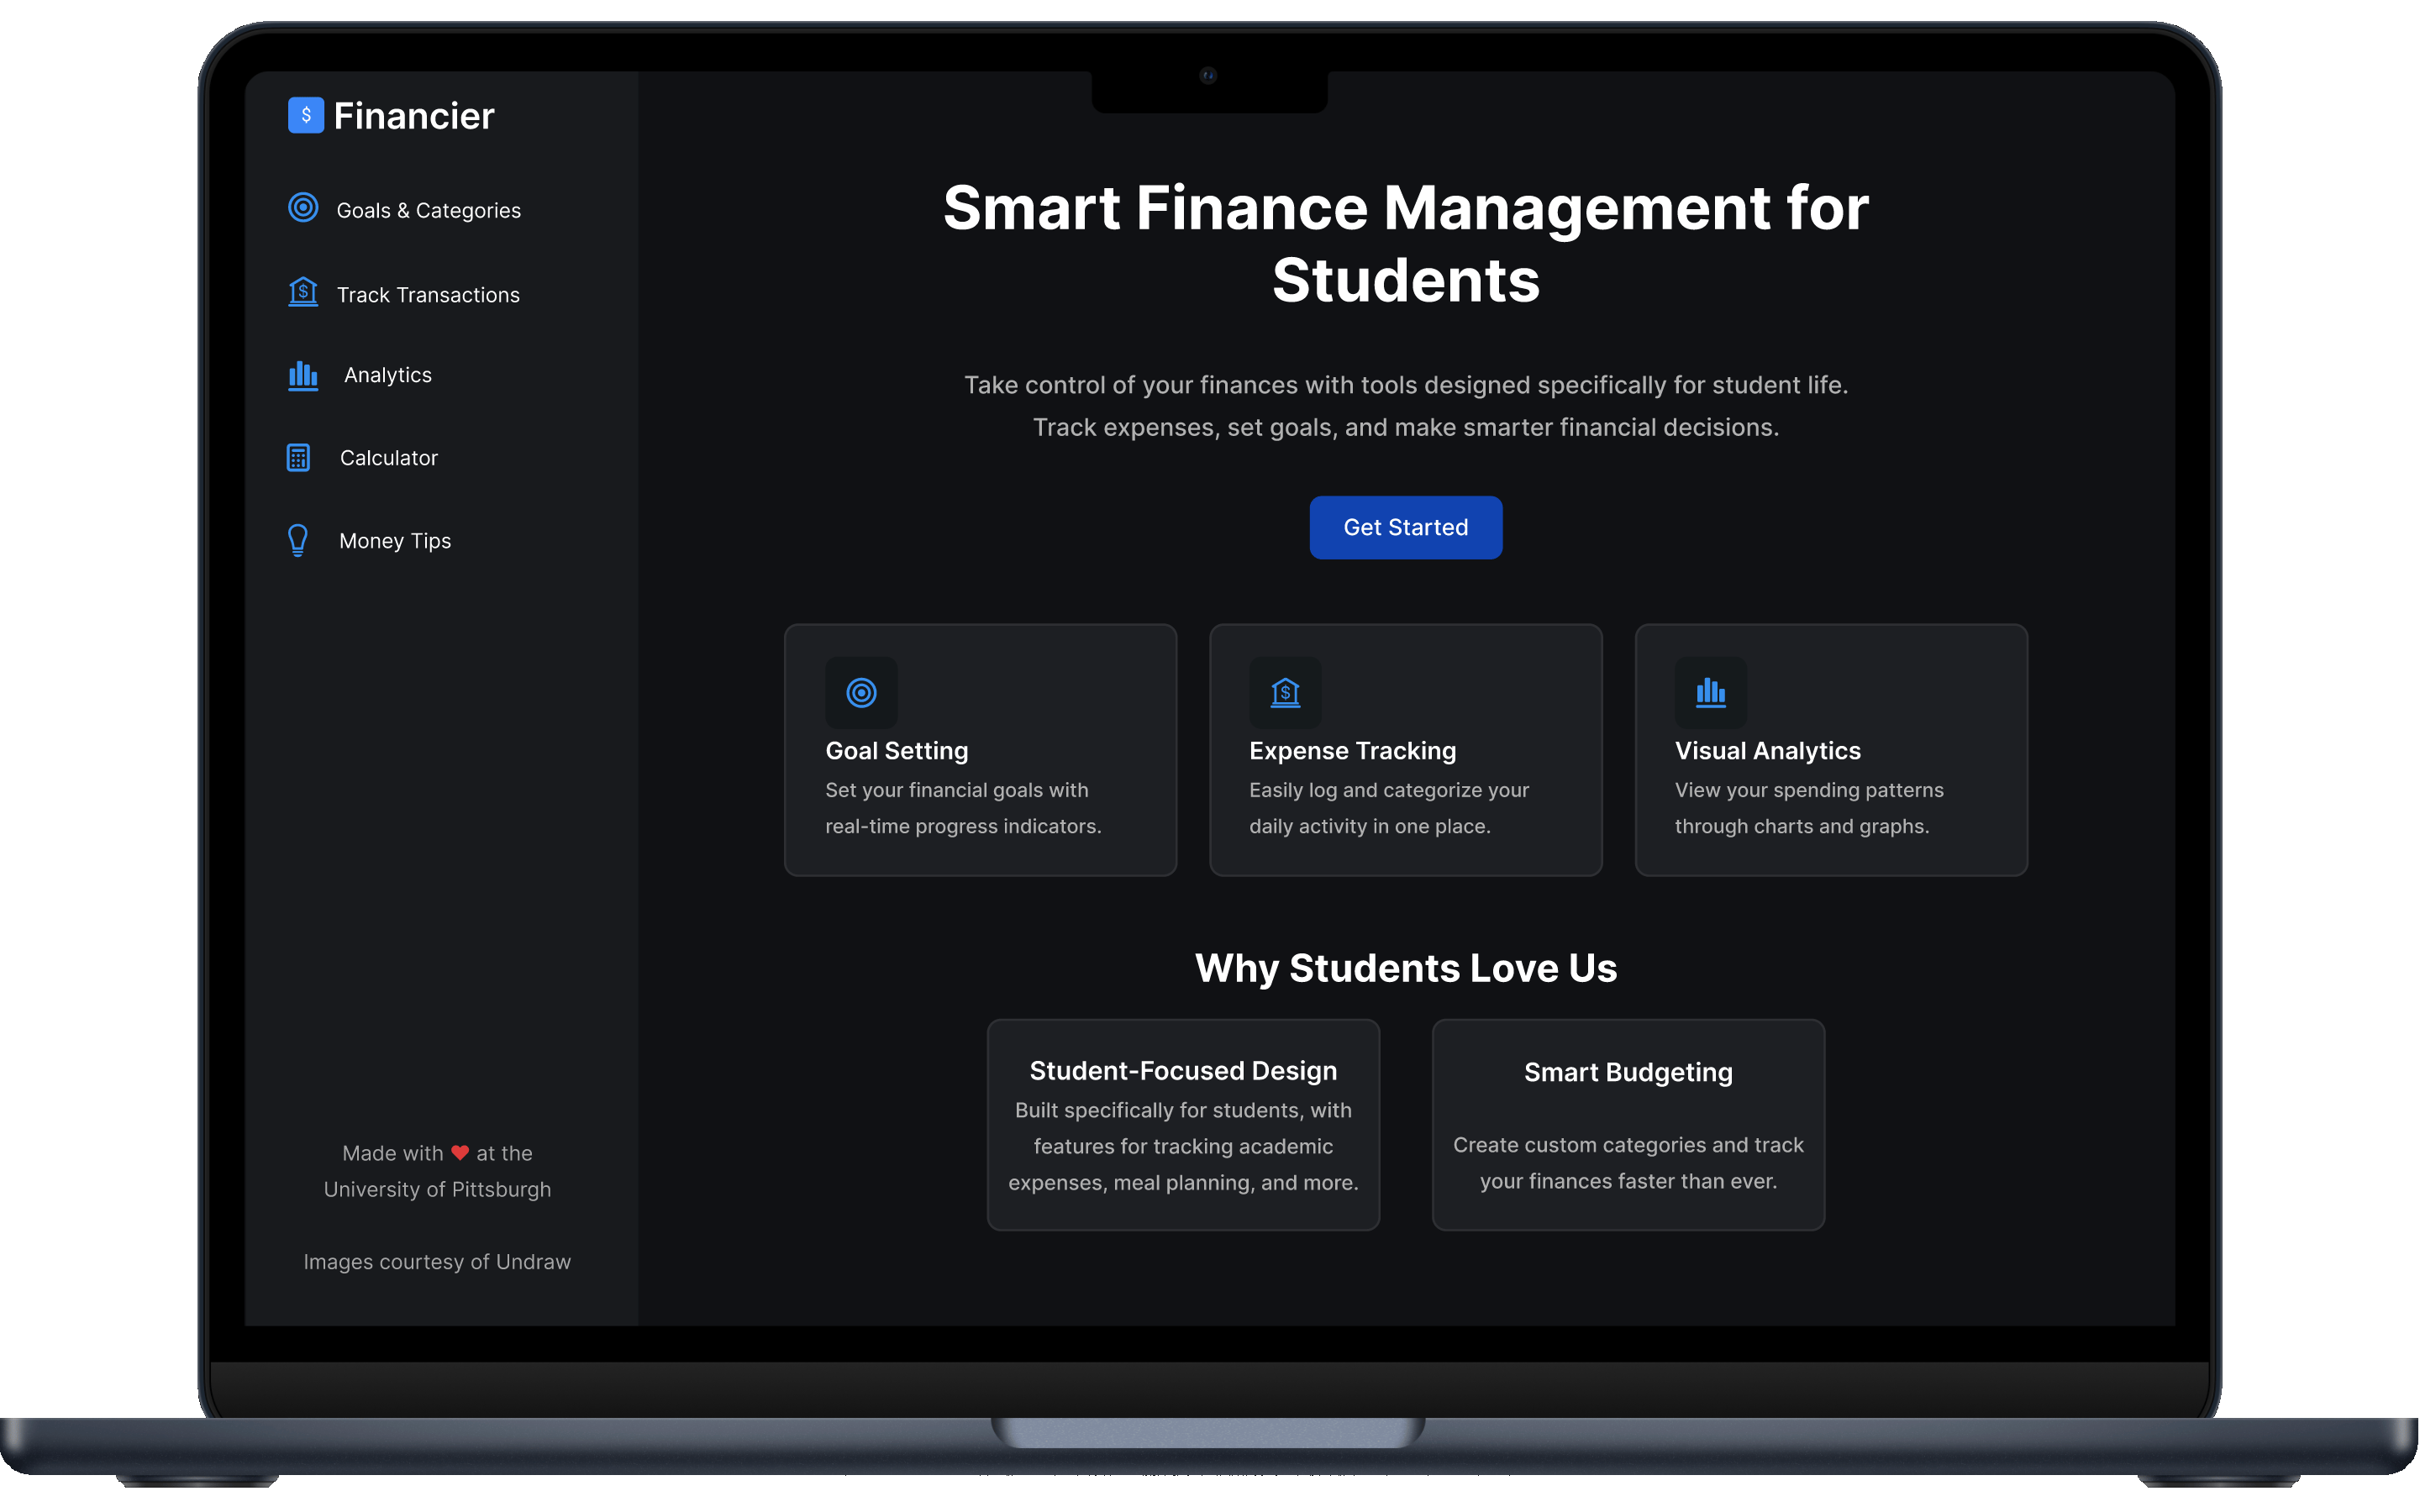 Financier
Goals & Categories
Track Transactions
Analytics
Calculator
Money Tips
Made with ❤ at the
University of Pittsburgh
Images courtesy of Undraw
Smart Finance Management for
Students
Take control of your finances with tools designed specifically for student life.
Track expenses, set goals, and make smarter financial decisions.
Get Started
Goal Setting
Set your financial goals with
real-time progress indicators.
Expense Tracking
Easily log and categorize your
daily activity in one place.
Visual Analytics
View your spending patterns
through charts and graphs.
Why Students Love Us
Student-Focused Design
Built specifically for students, with
features for tracking academic
expenses, meal planning, and more.
Smart Budgeting
Create custom categories and track
your finances faster than ever.